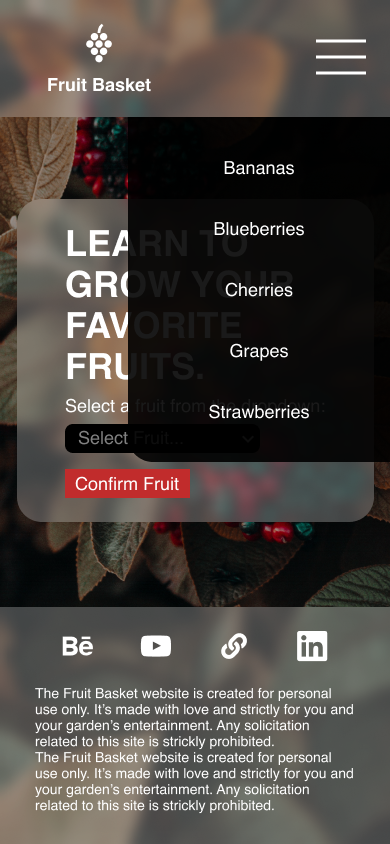 Fruit Basket
Bananas
Blueberries
Cherries
Grapes
Strawberries
LEARN TO
GROW YOUR
FAVORITE
FRUITS.
Select a fruit from the dropdown:
Select Fruit...
Confirm Fruit
Bē
in
The Fruit Basket website is created for personal
use only. It's made with love and strictly for you and
your garden's entertainment. Any solicitation
related to this site is strickly prohibited.
The Fruit Basket website is created for personal
use only. It's made with love and strictly for you and
your garden's entertainment. Any solicitation
related to this site is strickly prohibited.